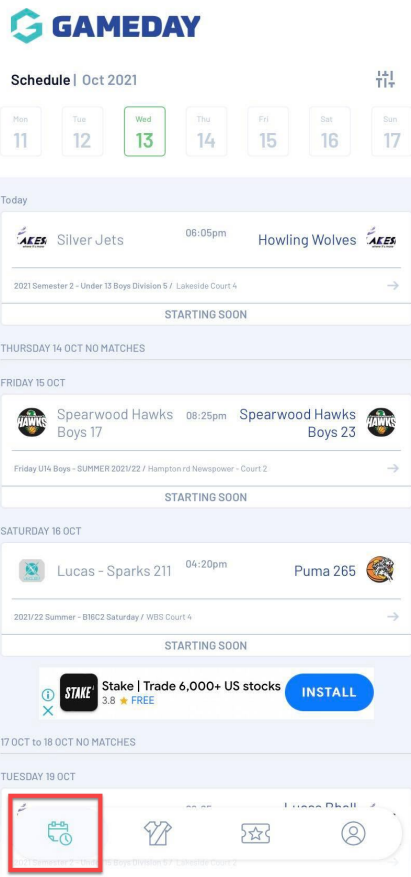 GAMEDAY
Schedule | Oct 2021
Mon Tue Wed Thu Fri Sat Sun
11 12 13 14 15 16 17
Today
Silver Jets 06:05pm Howling Wolves
2021 Semester 2 - Under 13 Boys Division 5 / Lakeside Court 4
STARTING SOON
THURSDAY 14 OCT NO MATCHES
FRIDAY 15 OCT
HAWKS Spearwood Hawks 08:25pm Spearwood Hawks HAWKS
Boys 17 Boys 23
Friday U14 Boys - SUMMER 2021/22 / Hampton rd Newspower - Court 2
STARTING SOON
SATURDAY 16 OCT
Lucas - Sparks 211 04:20pm Puma 265
2021/22 Summer - B16C2 Saturday / WBS Court 4
STARTING SOON
STAKE Stake | Trade 6,000+ US stocks INSTALL
3.8 ★ FREE
17 OCT to 18 OCT NO MATCHES
TUESDAY 19 OCT